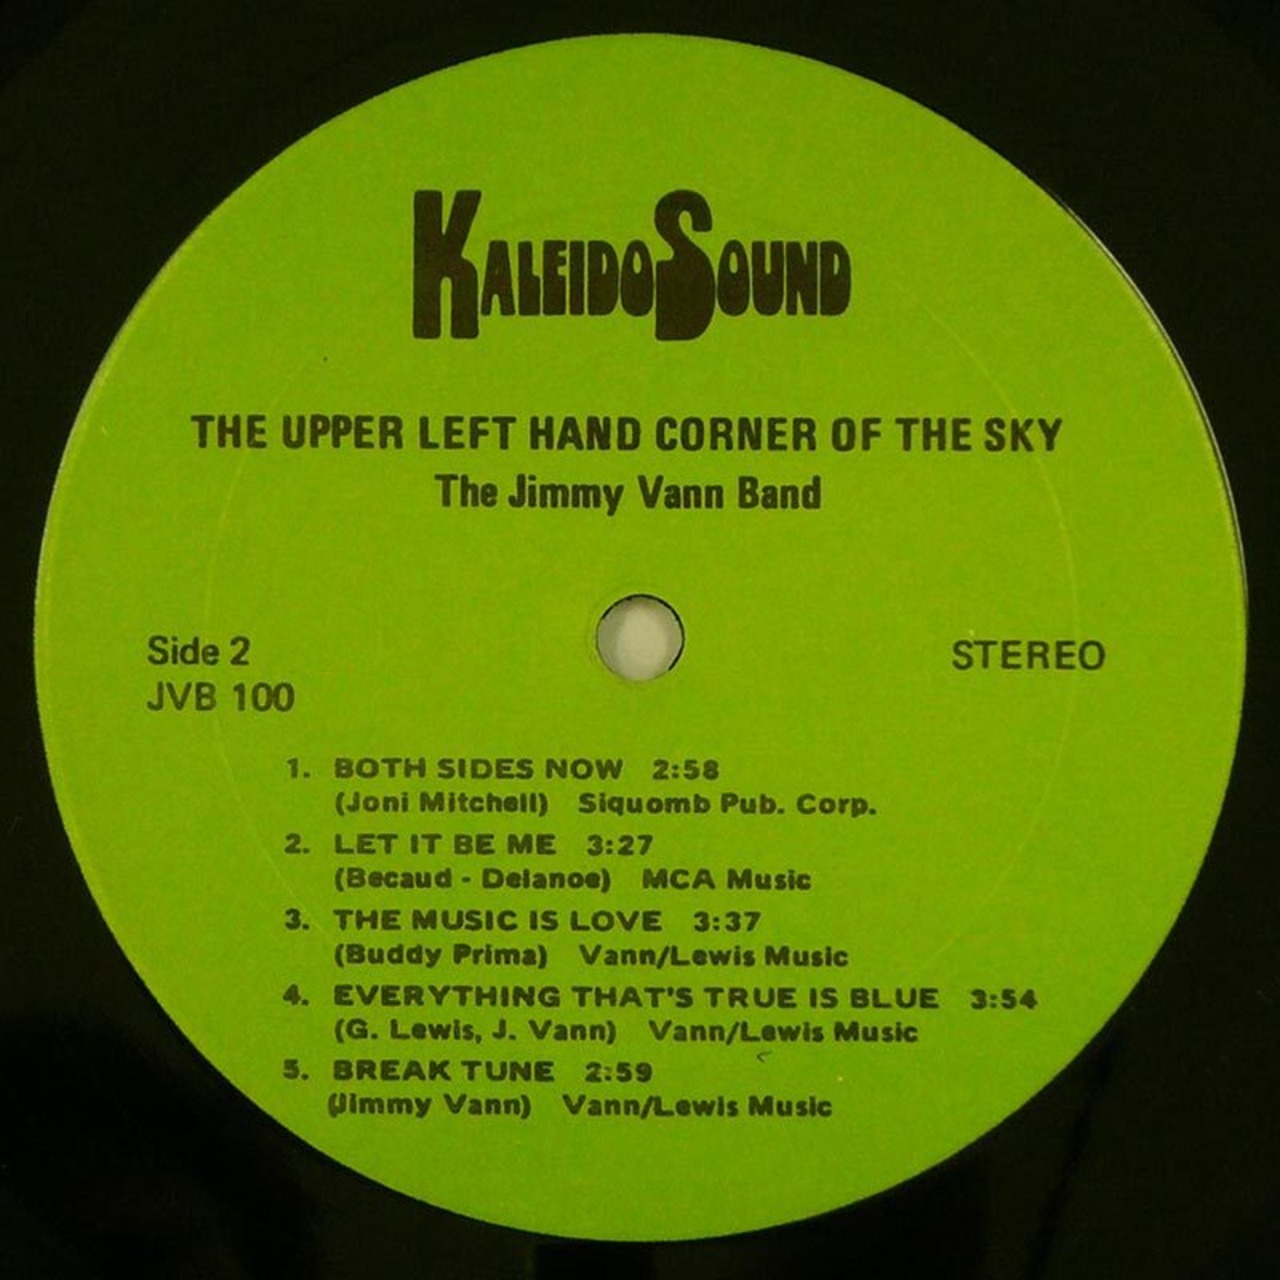 KALEIDOSOUND
THE UPPER LEFT HAND CORNER OF THE SKY
The Jimmy Vann Band
Side 2
JVB 100
STEREO
1. BOTH SIDES NOW 2:58
(Joni Mitchell) Siquomb Pub. Corp.
2. LET IT BE ME 3:27
(Becaud - Delanoe) MCA Music
3. THE MUSIC IS LOVE 3:37
(Buddy Prima) Vann/Lewis Music
4. EVERYTHING THAT'S TRUE IS BLUE 3:54
(G. Lewis, J. Vann) Vann/Lewis Music
5. BREAK TUNE 2:59
(Jimmy Vann) Vann/Lewis Music